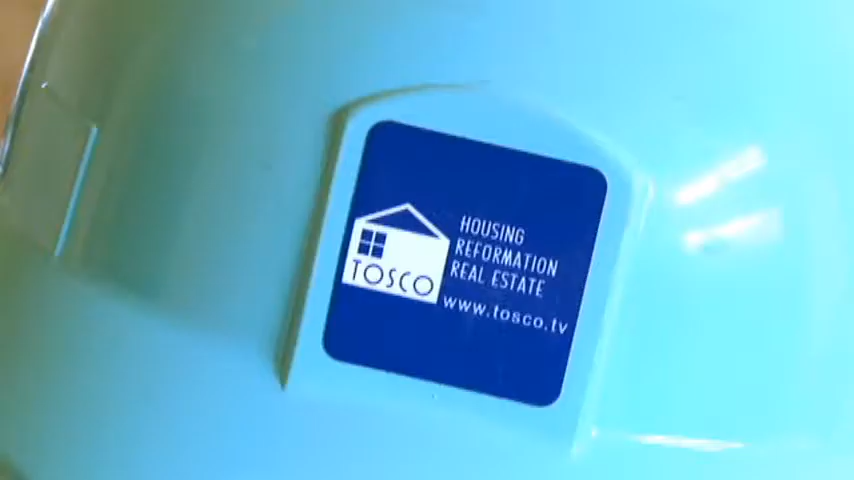 TOSCO
HOUSING
REFORMATION
REAL ESTATE
www.tosco.tv